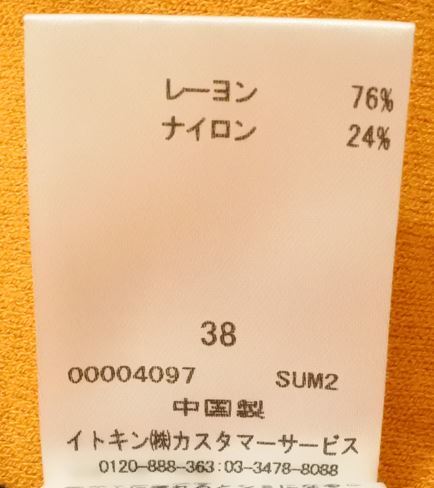 レーヨン 76%
ナイロン 24%
38
00004097 SUM2
中国製
イトキン㈱カスタマーサービス
0120-888-363:03-3478-8088